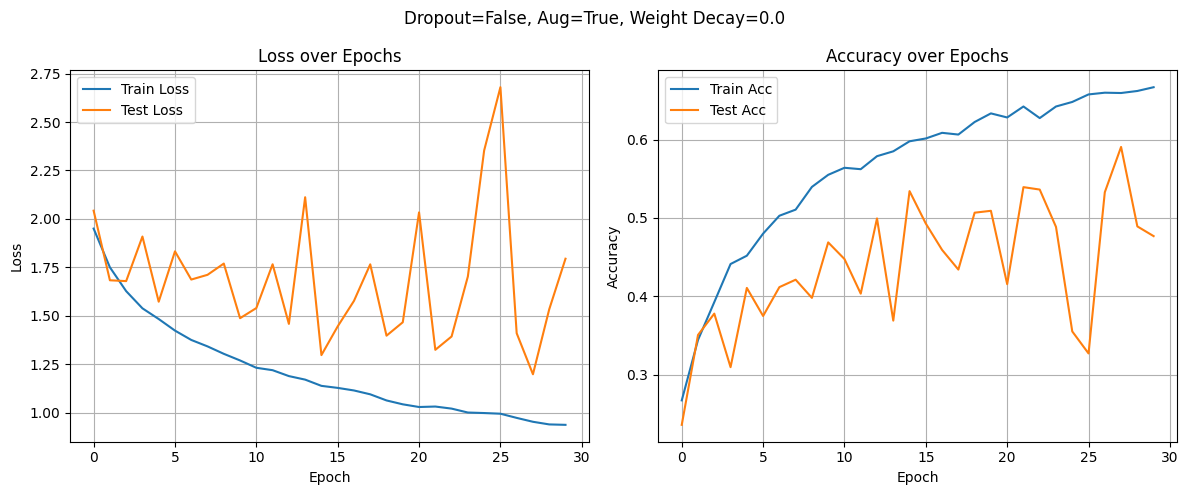 Dropout=False, Aug=True, Weight Decay=0.0
Loss over Epochs
Train Loss
Test Loss
2.75
2.50
2.25
2.00
1.75
1.50
1.25
1.00
Loss
0 5 10 15 20 25 30
Epoch
Accuracy over Epochs
Train Acc
Test Acc
0.6
0.5
0.4
0.3
Accuracy
0 5 10 15 20 25 30
Epoch